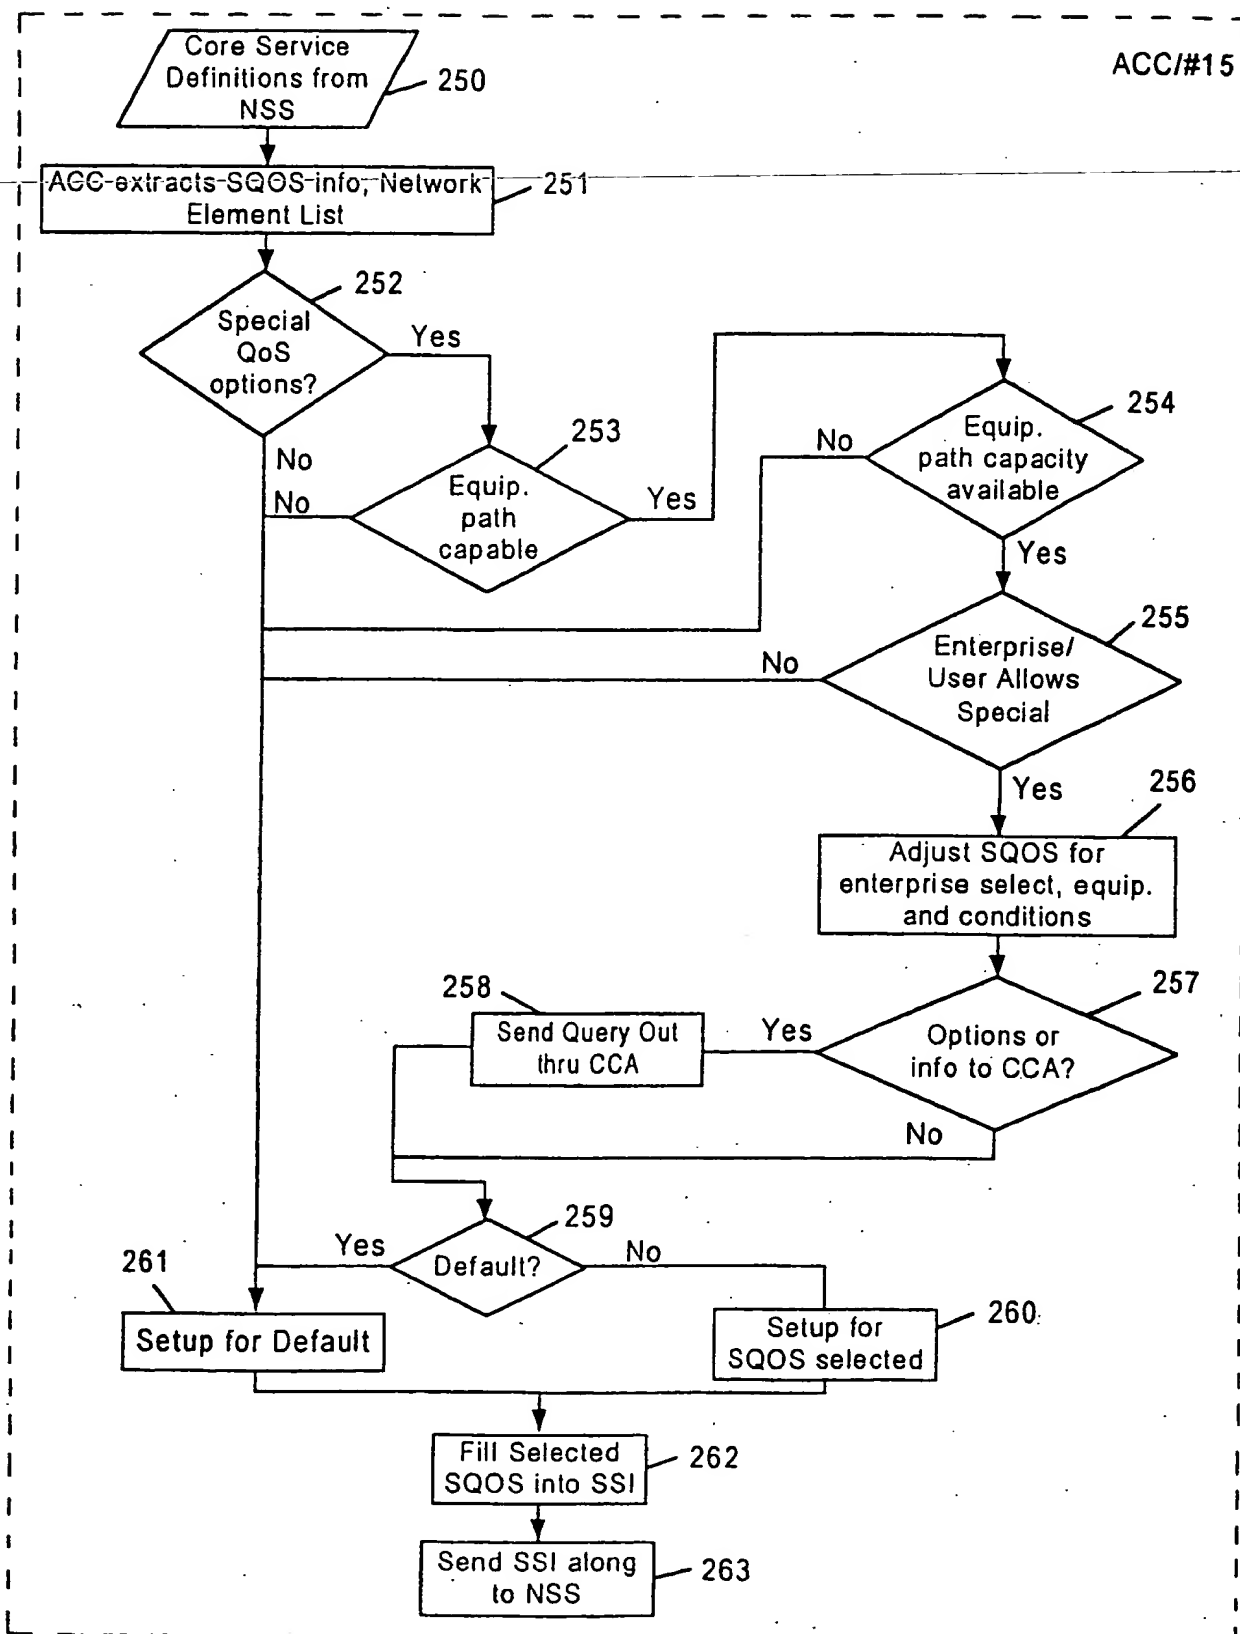 Core Service
Definitions from
NSS
250
ACC/#15
ACC extracts SQOS info, Network
Element List
251
252
Special
QoS
options?
Yes
No
253
Equip.
path
capable
No
Yes
254
Equip.
path capacity
available
No
Yes
255
Enterprise/
User Allows
Special
No
Yes
256
Adjust SQOS for
enterprise select, equip.
and conditions
257
Options or
info to CCA?
Yes
No
258
Send Query Out
thru CCA
259
Default?
Yes
No
261
Setup for Default
260
Setup for
SQOS selected
Fill Selected
SQOS into SSI
262
Send SSI along
to NSS
263